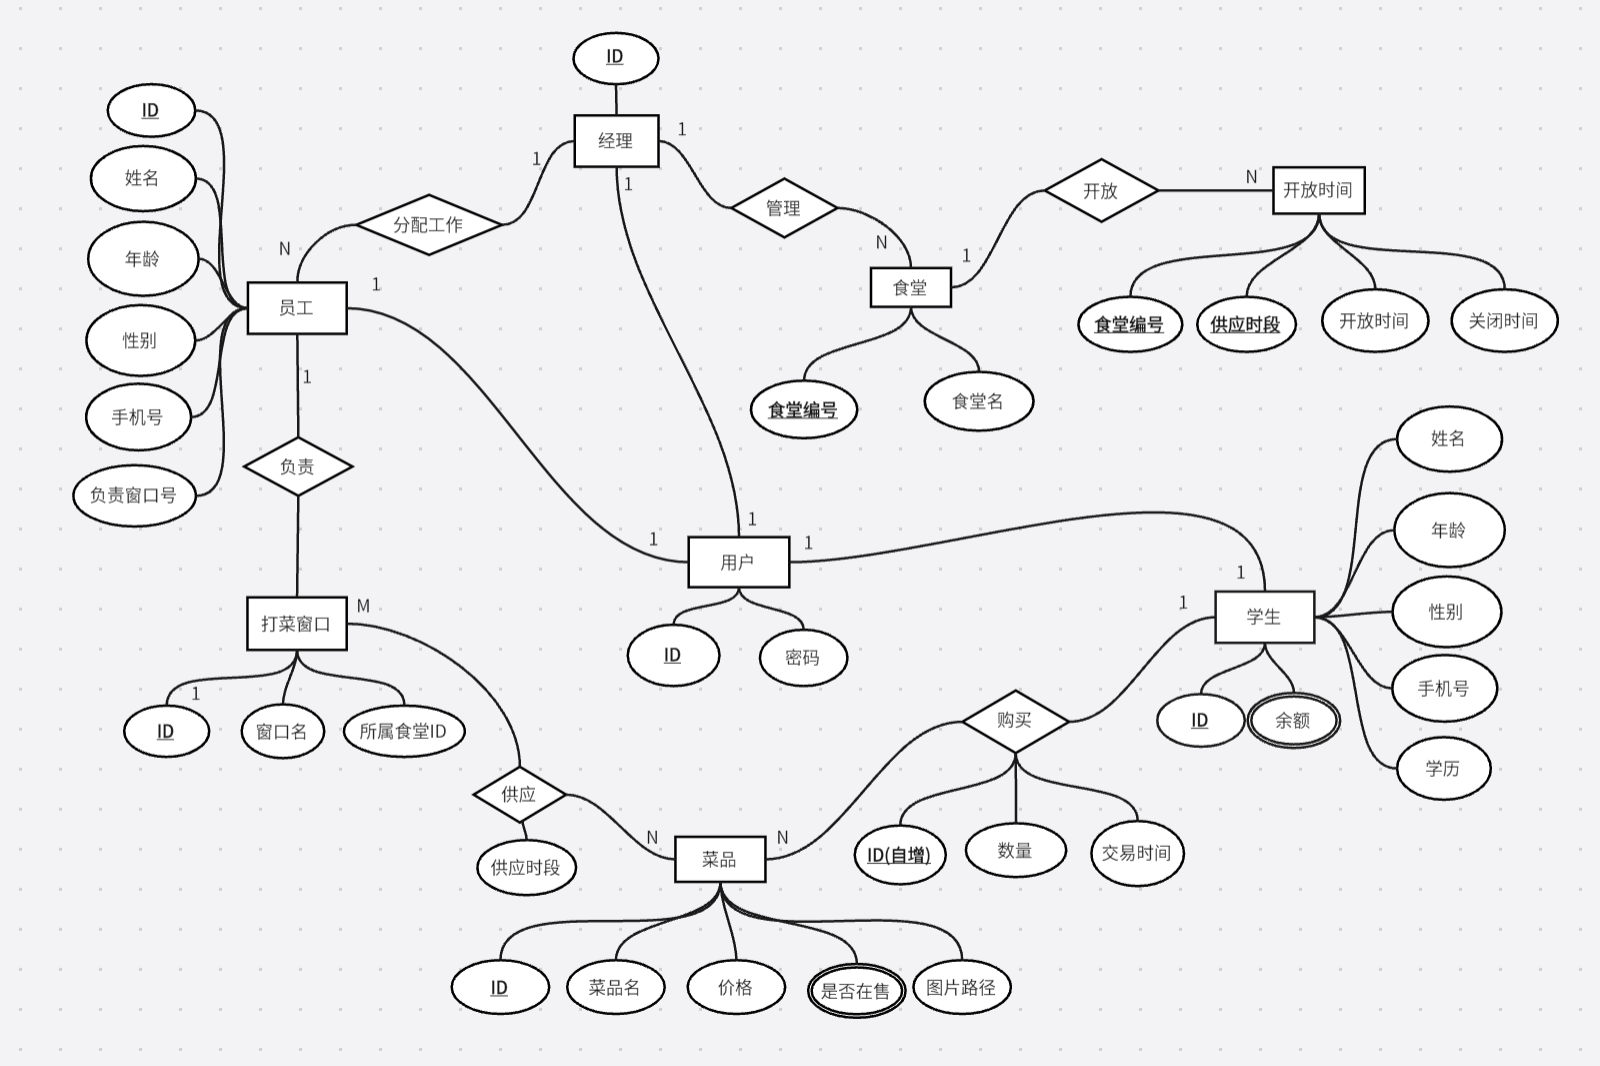 ID
经理
1
1
1
ID
姓名
年龄
性别
手机号
负责窗口号
分配工作
N
员工
1
1
管理
N
食堂
1
食堂编号
食堂名
开放
N
开放时间
食堂编号
供应时段
开放时间
关闭时间
负责
1
1
1
用户
1
ID
密码
打菜窗口
M
1
ID
窗口名
所属食堂ID
1
1
学生
姓名
年龄
性别
手机号
学历
ID
余额
购买
ID(自增)
数量
交易时间
供应
供应时段
N
菜品
N
ID
菜品名
价格
是否在售
图片路径